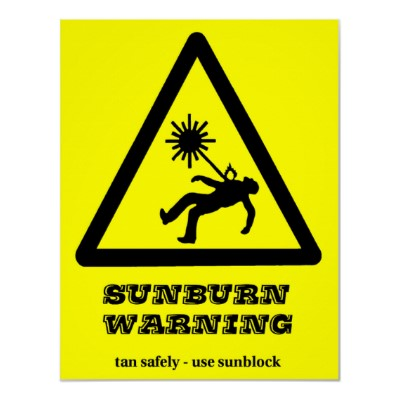 SUNBURN
WARNING
tan safely - use sunblock